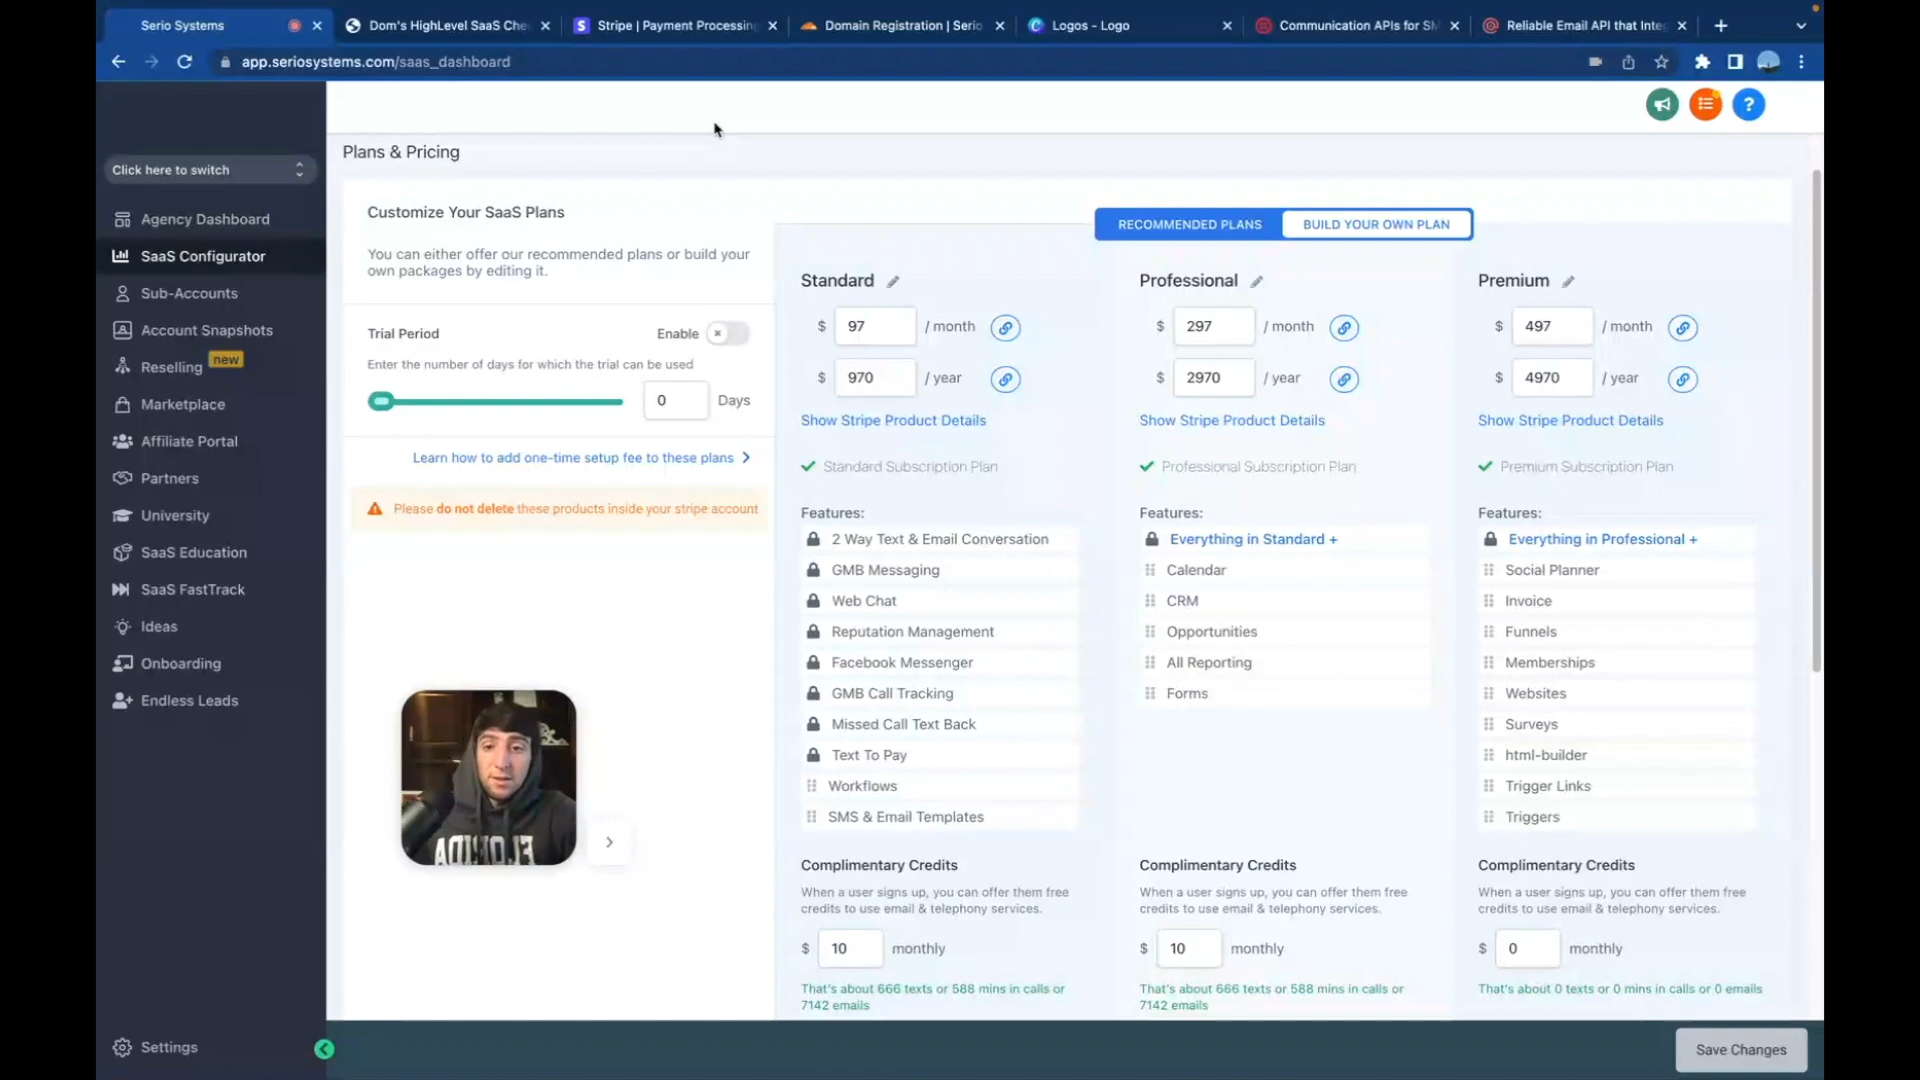 Serio Systems
Dom's HighLevel SaaS Che
Stripe | Payment Processing
Domain Registration | Serio
Logos - Logo
Communication APIs for SM
Reliable Email API that Integ
app.seriosystems.com/saas_dashboard
Click here to switch
Agency Dashboard
SaaS Configurator
Sub-Accounts
Account Snapshots
Reselling new
Marketplace
Affiliate Portal
Partners
University
SaaS Education
SaaS FastTrack
Ideas
Onboarding
Endless Leads
Settings
?
Plans & Pricing
Customize Your SaaS Plans
You can either offer our recommended plans or build your
own packages by editing it.
Trial Period Enable
Enter the number of days for which the trial can be used
0 Days
Learn how to add one-time setup fee to these plans
Please do not delete these products inside your stripe account
RECOMMENDED PLANS BUILD YOUR OWN PLAN
Standard
$ 97 / month
$ 970 / year
Show Stripe Product Details
Standard Subscription Plan
Features:
2 Way Text & Email Conversation
GMB Messaging
Web Chat
Reputation Management
Facebook Messenger
GMB Call Tracking
Missed Call Text Back
Text To Pay
Workflows
SMS & Email Templates
Complimentary Credits
When a user signs up, you can offer them free
credits to use email & telephony services.
$ 10 monthly
That's about 666 texts or 588 mins in calls or
7142 emails
Professional
$ 297 / month
$ 2970 / year
Show Stripe Product Details
Professional Subscription Plan
Features:
Everything in Standard +
Calendar
CRM
Opportunities
All Reporting
Forms
Complimentary Credits
When a user signs up, you can offer them free
credits to use email & telephony services.
$ 10 monthly
That's about 666 texts or 588 mins in calls or
7142 emails
Premium
$ 497 / month
$ 4970 / year
Show Stripe Product Details
Premium Subscription Plan
Features:
Everything in Professional +
Social Planner
Invoice
Funnels
Memberships
Websites
Surveys
html-builder
Trigger Links
Triggers
Complimentary Credits
When a user signs up, you can offer them free
credits to use email & telephony services.
$ 0 monthly
That's about 0 texts or 0 mins in calls or 0 emails
Save Changes